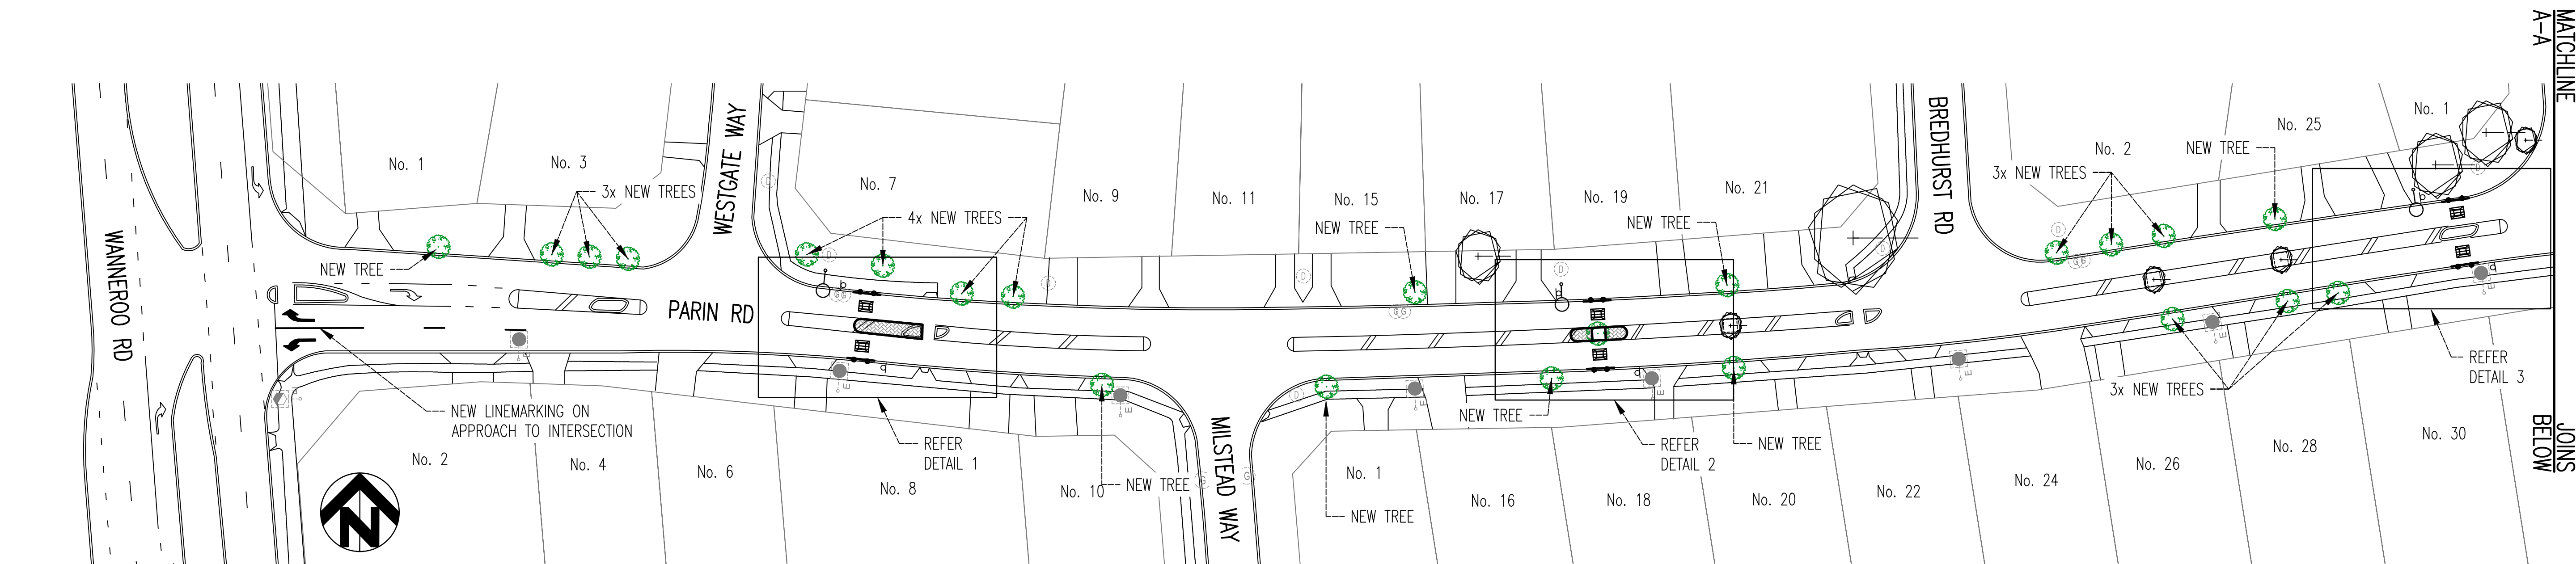 MATCHLINE
A-A
WANNEROO RD
No. 1
No. 3
3x NEW TREES
NEW TREE
WESTGATE WAY
PARIN RD
No. 7
4x NEW TREES
No. 9
No. 11
No. 15
NEW TREE
No. 17
No. 19
NEW TREE
No. 21
BREDHURST RD
No. 2
3x NEW TREES
No. 25
NEW TREE
No. 1
NEW LINEMARKING ON
APPROACH TO INTERSECTION
No. 2
No. 4
No. 6
REFER
DETAIL 1
No. 8
No. 10
NEW TREE
MILSTEAD WAY
No. 1
NEW TREE
NEW TREE
No. 16
REFER
DETAIL 2
No. 18
NEW TREE
No. 20
No. 22
No. 24
3x NEW TREES
No. 26
No. 28
REFER
DETAIL 3
No. 30
JOINS
BELOW
N
D
D
GG
D
D
D
GG
D
D
GG
D
D
G
G
E
E
E
E
E
E
E
E